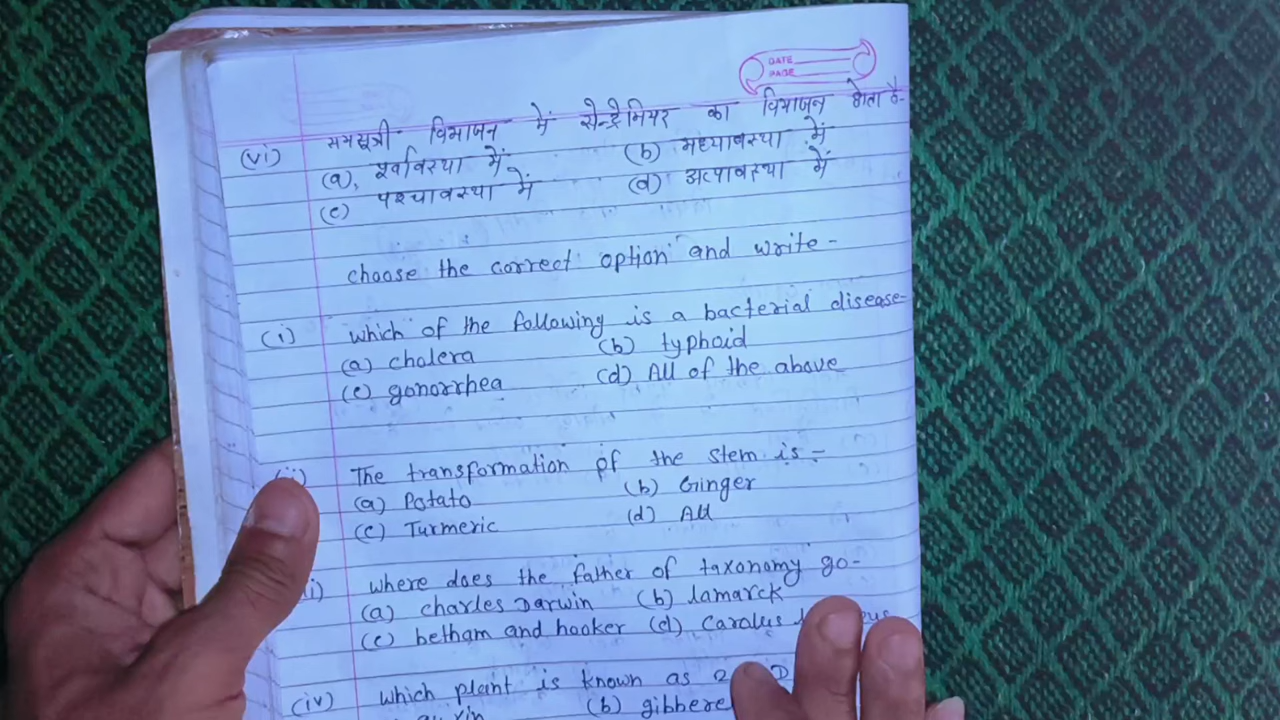 DATE
PAGE
(vi) समसूत्री विभाजन में सेन्ट्रोमियर का विभाजन होता है-
(a), पूर्वावस्था में (b) मध्यावस्था में
(c) पश्चावस्था में (d) अत्यावस्था में
choose the correct option and write-
(i) which of the following is a bacterial disease-
(a) cholera (b) typhoid
(c) gonorrhea (d) All of the above
The transformation of the stem is-
(a) Potato (b) Ginger
(c) Turmeric (d) All
where does the father of taxonomy go-
(a) charles Darwin (b) lamarck
(c) betham and hooker (d) Carolus
(iv) which plant is known as 2 D
(b) gibbere